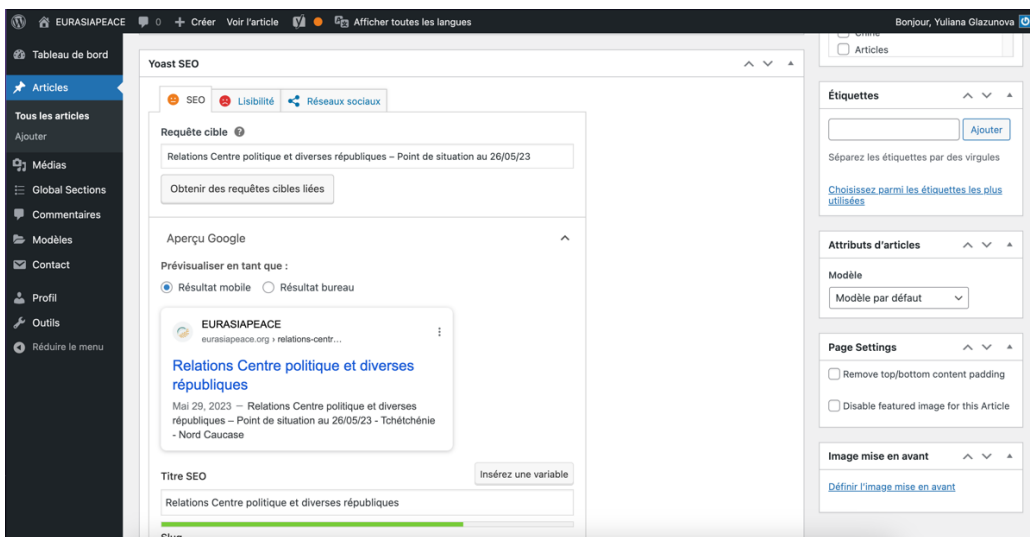 EURASIAPEACE 0 + Créer Voir l'article Afficher toutes les langues Bonjour, Yuliana Glazunova
Tableau de bord
Articles
Tous les articles
Ajouter
Médias
Global Sections
Commentaires
Modèles
Contact
Profil
Outils
Réduire le menu
Yoast SEO
SEO Lisibilité Réseaux sociaux
Requête cible
Relations Centre politique et diverses républiques – Point de situation au 26/05/23
Obtenir des requêtes cibles liées
Aperçu Google
Prévisualiser en tant que :
Résultat mobile Résultat bureau
EURASIAPEACE
eurasiapeace.org › relations-centr...
Relations Centre politique et diverses
républiques
Mai 29, 2023 — Relations Centre politique et diverses
républiques – Point de situation au 26/05/23 - Tchétchénie
- Nord Caucase
Titre SEO Insérez une variable
Relations Centre politique et diverses républiques
Slug
Chine
Articles
Étiquettes
Ajouter
Séparez les étiquettes par des virgules
Choisissez parmi les étiquettes les plus
utilisées
Attributs d'articles
Modèle
Modèle par défaut
Page Settings
Remove top/bottom content padding
Disable featured image for this Article
Image mise en avant
Définir l'image mise en avant